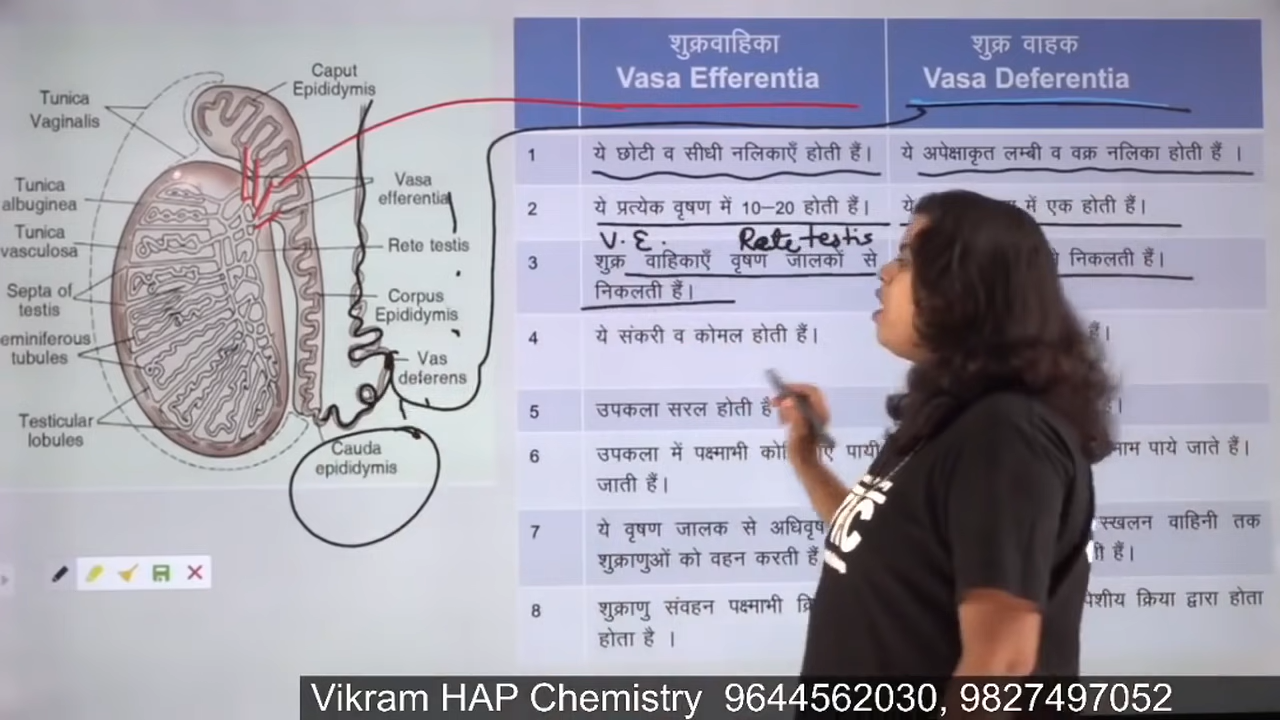 Caput
Epididymis
Tunica
Vaginalis
Tunica
albuginea
Tunica
vasculosa
Septa of
testis
eminiferous
tubules
Testicular
lobules
Vasa
efferentia
Rete testis
Corpus
Epididymis
Vas
deferens
Cauda
epididymis
शुक्रवाहिका
Vasa Efferentia
शुक्र वाहक
Vasa Deferentia
1 ये छोटी व सीधी नलिकाएँ होती हैं। ये अपेक्षाकृत लम्बी व वक्र नलिका होती हैं ।
2 ये प्रत्येक वृषण में 10–20 होती हैं। ये में एक होती हैं।
V. E. Rete testis
3 शुक्र वाहिकाएँ वृषण जालकों से निकलती हैं।
निकलती हैं।
4 ये संकरी व कोमल होती हैं। हैं।
5 उपकला सरल होती है
6 उपकला में पक्ष्माभी पायी पाये जाते हैं।
जाती हैं।
7 ये वृषण जालक से स्खलन वाहिनी तक
शुक्राणुओं को वहन करती हैं हैं।
8 शुक्राणु संवहन पक्ष्माभी क्रिया द्वारा होता
होता है ।
Vikram HAP Chemistry 9644562030, 9827497052